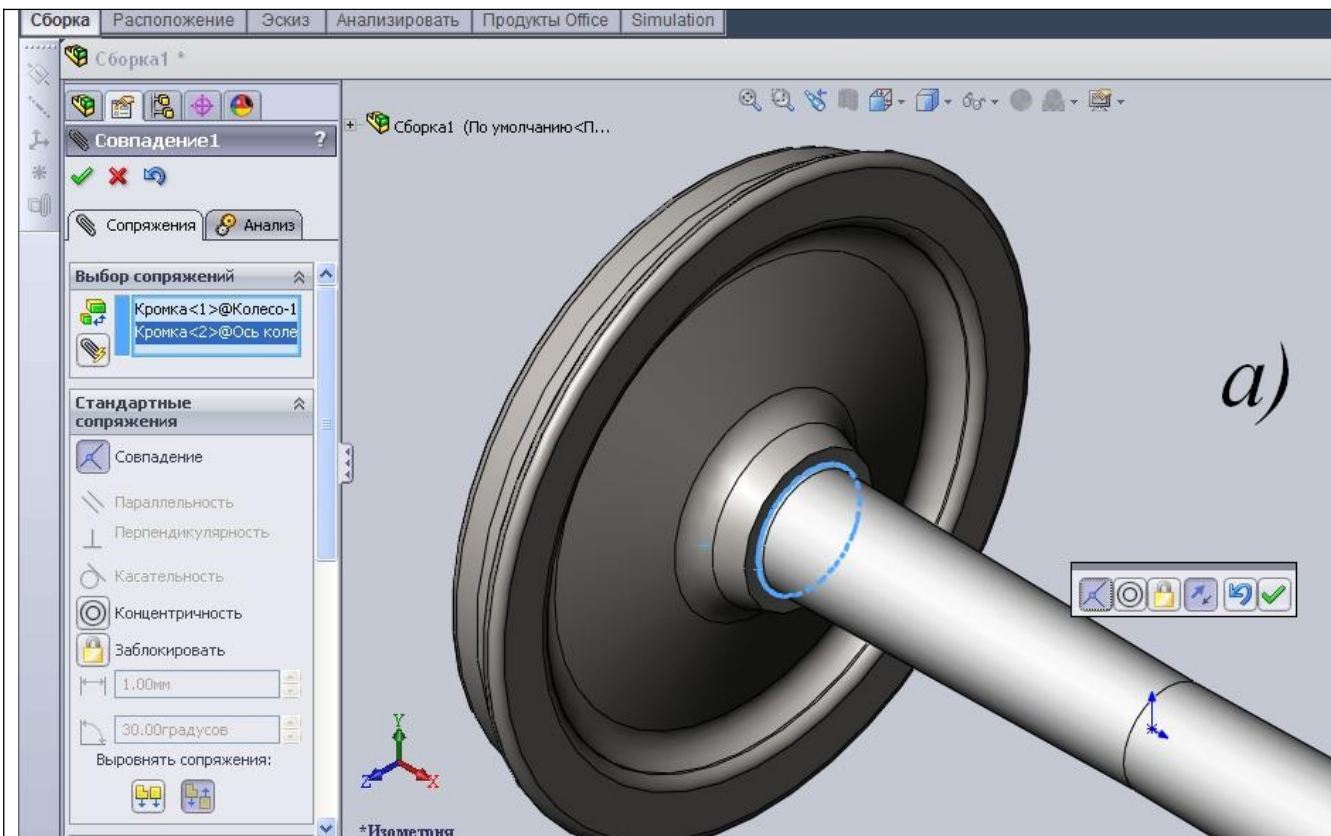 Сборка Расположение Эскиз Анализировать Продукты Office Simulation
Сборка1 *
Сборка1 (По умолчанию<П...
Совпадение1 ?
Сопряжения Анализ
Выбор сопряжений
Кромка<1>@Колесо-1
Кромка<2>@Ось коле
Стандартные
сопряжения
Совпадение
Параллельность
Перпендикулярность
Касательность
Концентричность
Заблокировать
1.00мм
30.00градусов
Выровнять сопряжения:
а)
Y
Z X
*Изометрия